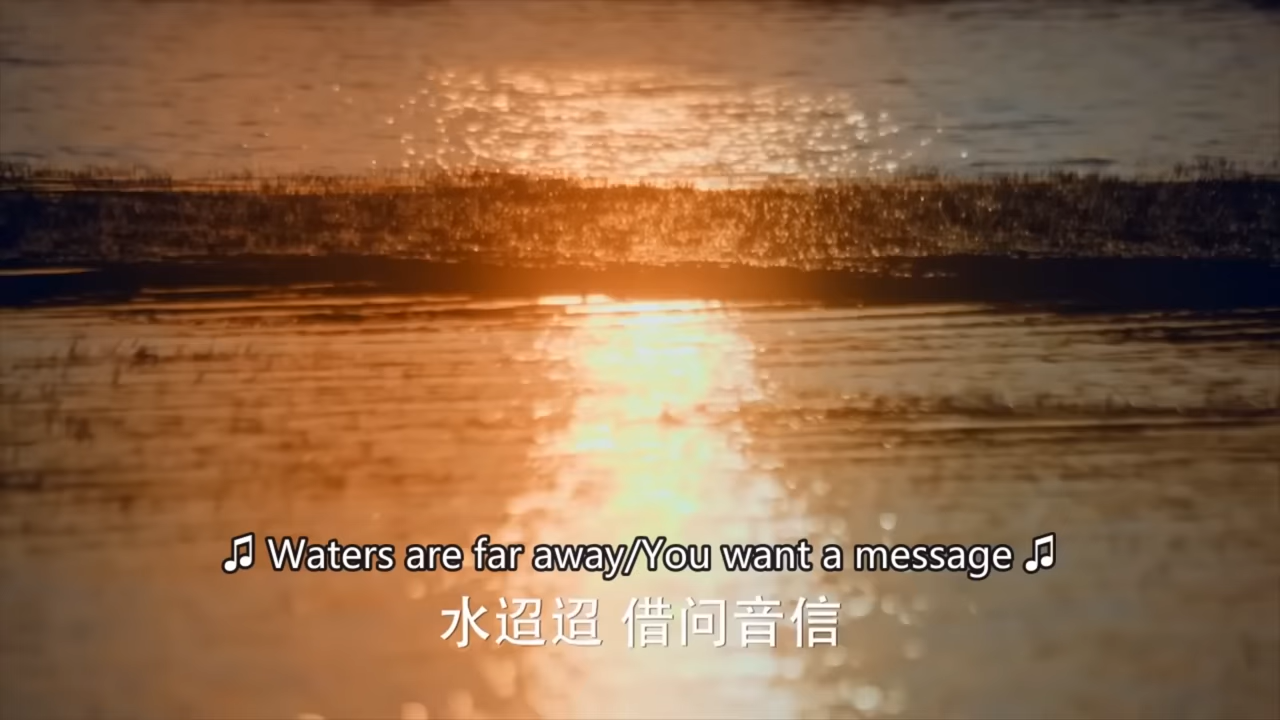 ♫ Waters are far away/You want a message ♫
水迢迢 借问音信